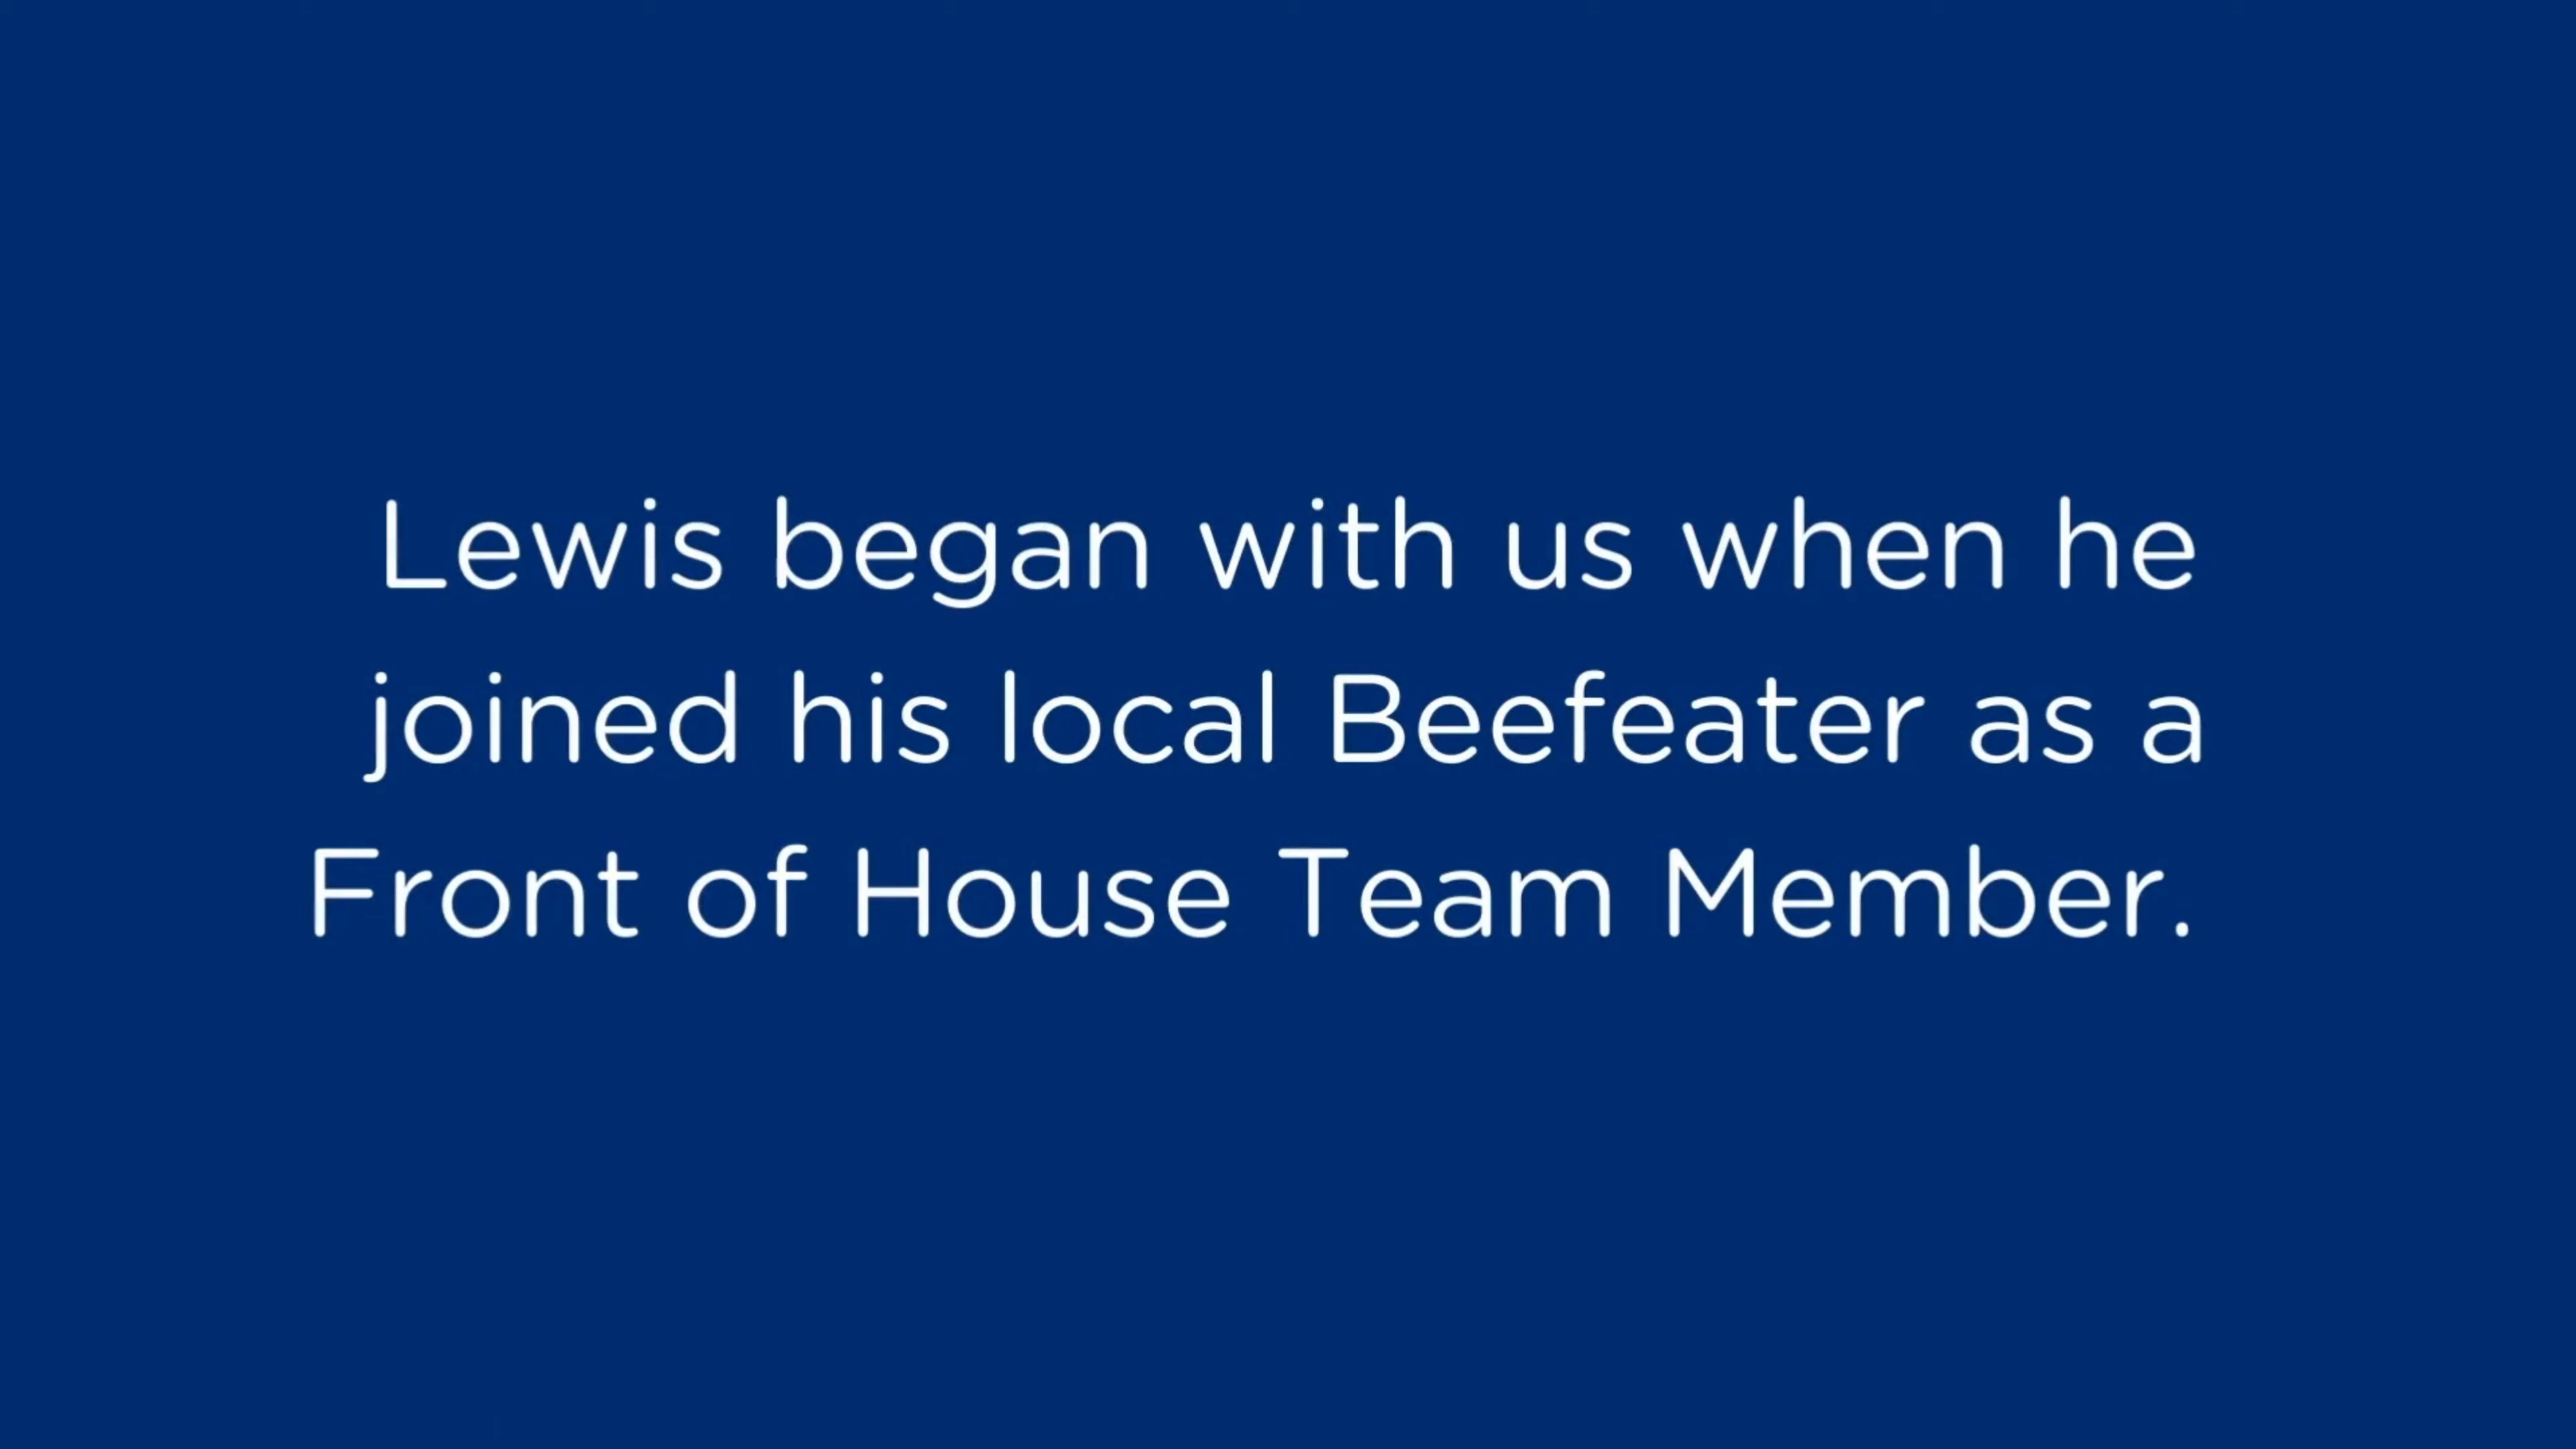 Lewis began with us when he
joined his local Beefeater as a
Front of House Team Member.